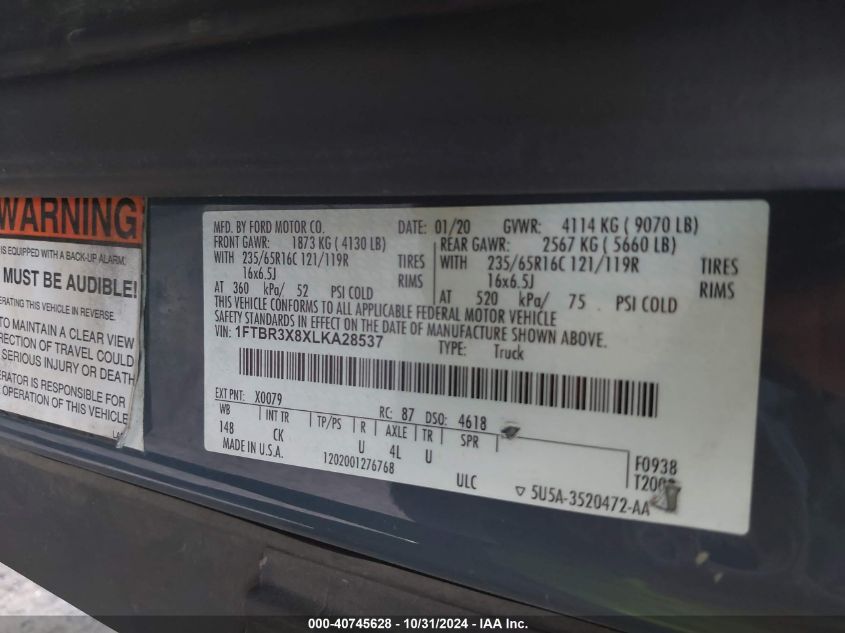 WARNING
IS EQUIPPED WITH A BACK-UP ALARM.
MUST BE AUDIBLE!
ERATING THIS VEHICLE IN REVERSE.
TO MAINTAIN A CLEAR VIEW
RECTION OF TRAVEL COULD
SERIOUS INJURY OR DEATH
ERATOR IS RESPONSIBLE FOR
OPERATION OF THIS VEHICLE
MFD. BY FORD MOTOR CO. DATE: 01/20 GVWR: 4114 KG ( 9070 LB)
FRONT GAWR: 1873 KG ( 4130 LB) REAR GAWR: 2567 KG ( 5660 LB)
WITH 235/65R16C 121/119R TIRES WITH 235/65R16C 121/119R TIRES
16x6.5J RIMS 16x6.5J RIMS
AT 360 kPa/ 52 PSI COLD AT 520 kPa/ 75 PSI COLD
THIS VEHICLE CONFORMS TO ALL APPLICABLE FEDERAL MOTOR VEHICLE
SAFETY STANDARDS IN EFFECT ON THE DATE OF MANUFACTURE SHOWN ABOVE.
VIN: 1FTBR3X8XLKA28537 TYPE: Truck
EXT PNT: X0079 RC: 87 DSO: 4618
WB INT TR TP/PS R AXLE TR SPR
148 CK U 4L U F0938
MADE IN U.S.A. 1202001276768 ULC
5U5A-3520472-AA
000-40745628 - 10/31/2024 - IAA Inc.